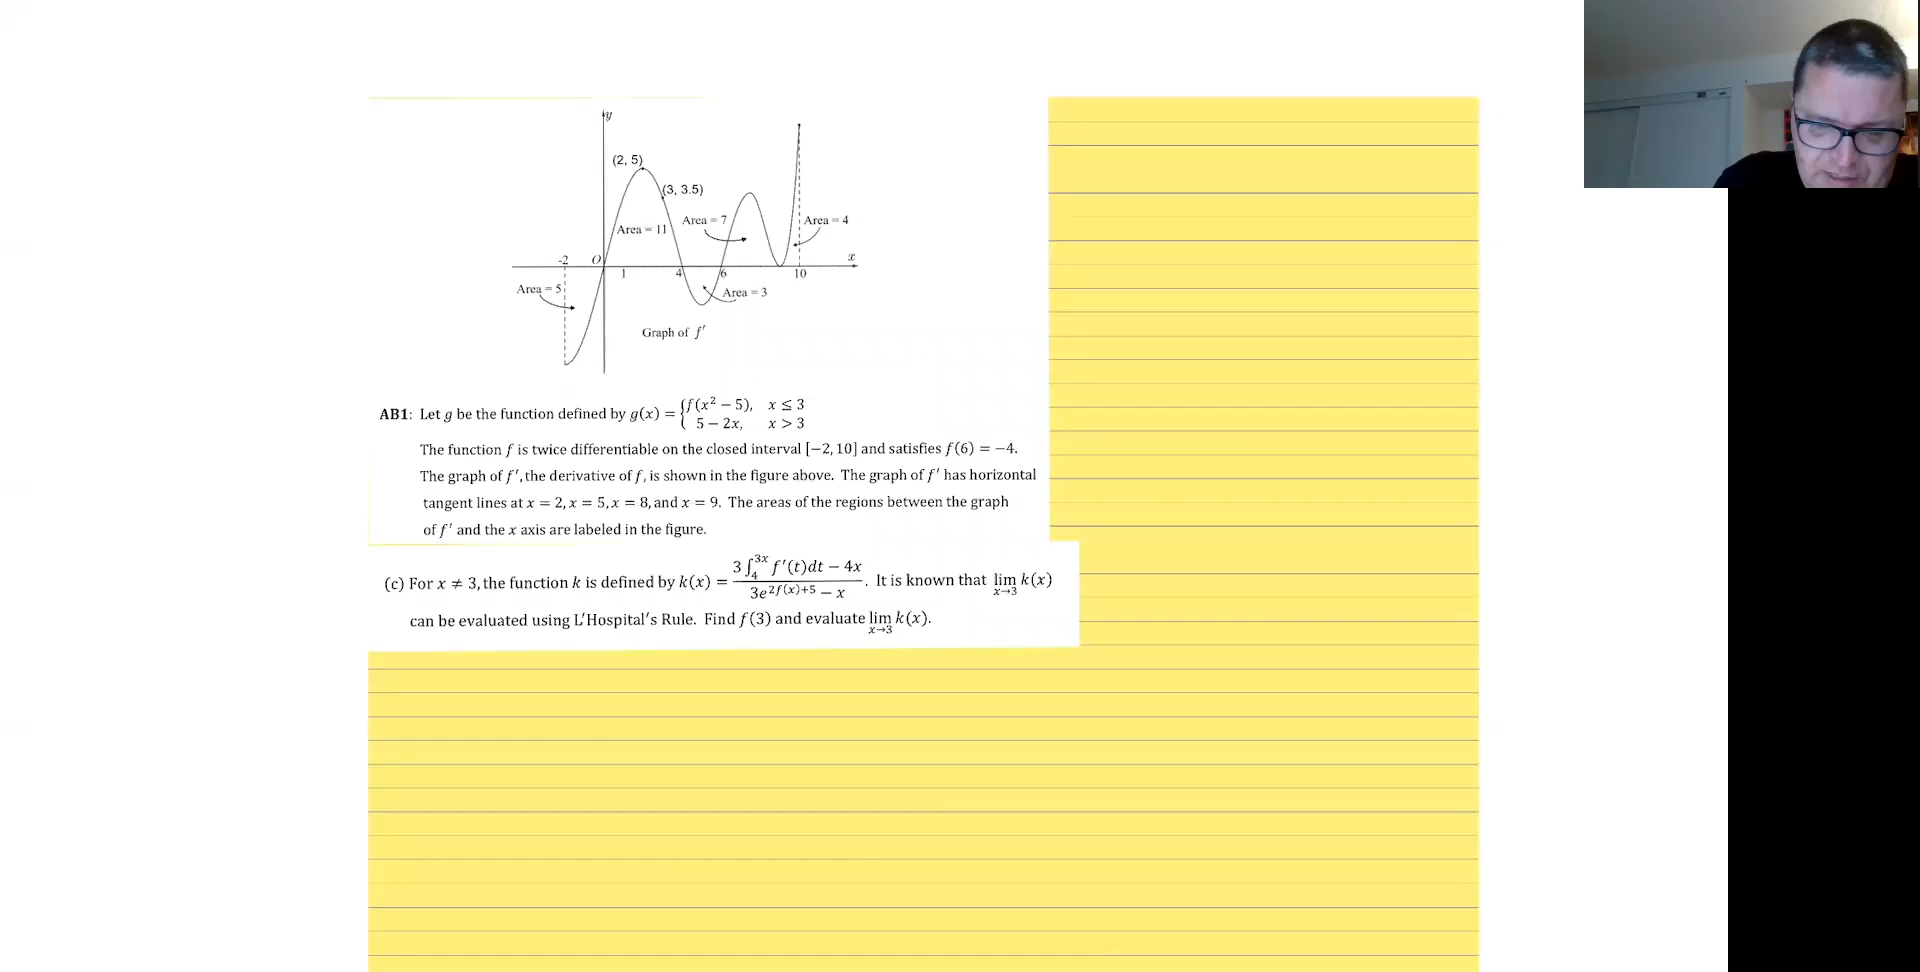 y
(2, 5)
(3, 3.5)
Area = 7
Area = 4
Area = 11
-2
O
x
1
4
6
10
Area = 5
Area = 3
Graph of f′
AB1: Let g be the function defined by g(x) = { f(x² − 5), x ≤ 3
5 − 2x, x > 3
The function f is twice differentiable on the closed interval [−2, 10] and satisfies f(6) = −4.
The graph of f′, the derivative of f, is shown in the figure above. The graph of f′ has horizontal
tangent lines at x = 2, x = 5, x = 8, and x = 9. The areas of the regions between the graph
of f′ and the x axis are labeled in the figure.
(c) For x ≠ 3, the function k is defined by k(x) = (3 ∫₄³ˣ f′(t)dt − 4x) / (3e^(2f(x)+5) − x). It is known that lim x→3 k(x)
can be evaluated using L'Hospital's Rule. Find f(3) and evaluate lim x→3 k(x).